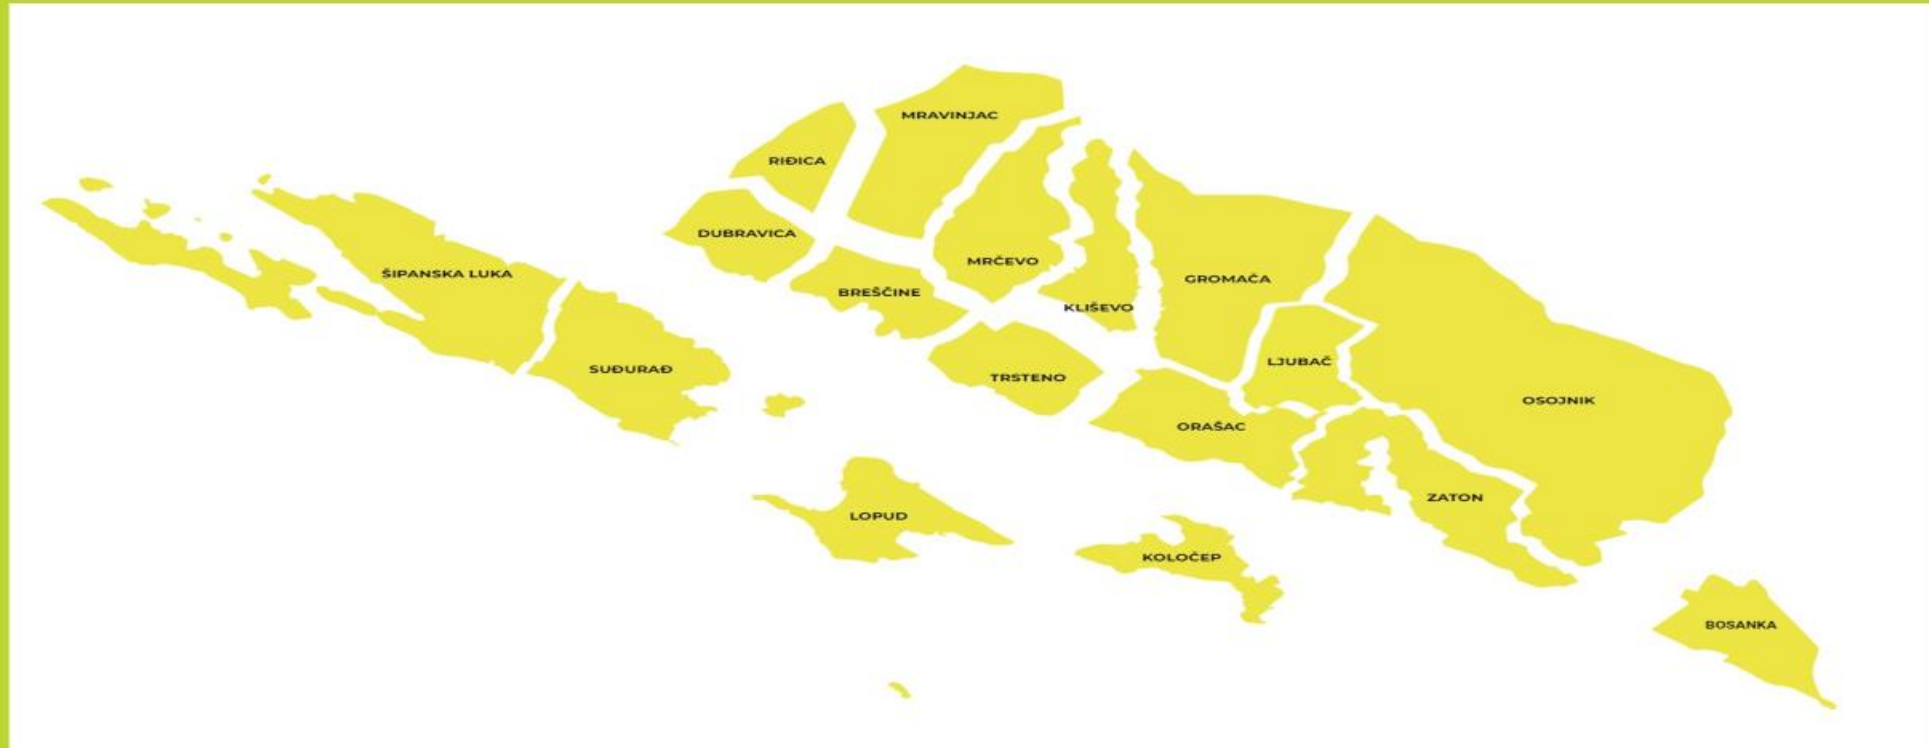 MRAVINJAC
RIĐICA
DUBRAVICA
MRČEVO
ŠIPANSKA LUKA
GROMAČA
BREŠČINE
KLIŠEVO
LJUBAČ
SUĐURAĐ
TRSTENO
OSOJNIK
ORAŠAC
ZATON
LOPUD
KOLOČEP
BOSANKA